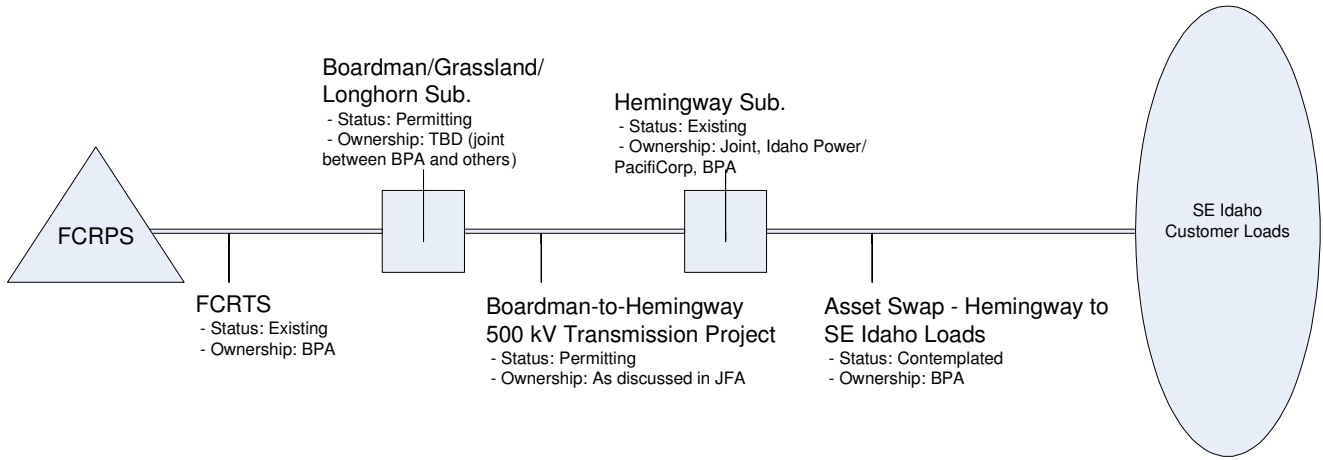 Boardman/Grassland/
Longhorn Sub.
- Status: Permitting
- Ownership: TBD (joint
between BPA and others)
Hemingway Sub.
- Status: Existing
- Ownership: Joint, Idaho Power/
PacifiCorp, BPA
FCRPS
SE Idaho
Customer Loads
FCRTS
- Status: Existing
- Ownership: BPA
Boardman-to-Hemingway
500 kV Transmission Project
- Status: Permitting
- Ownership: As discussed in JFA
Asset Swap - Hemingway to
SE Idaho Loads
- Status: Contemplated
- Ownership: BPA